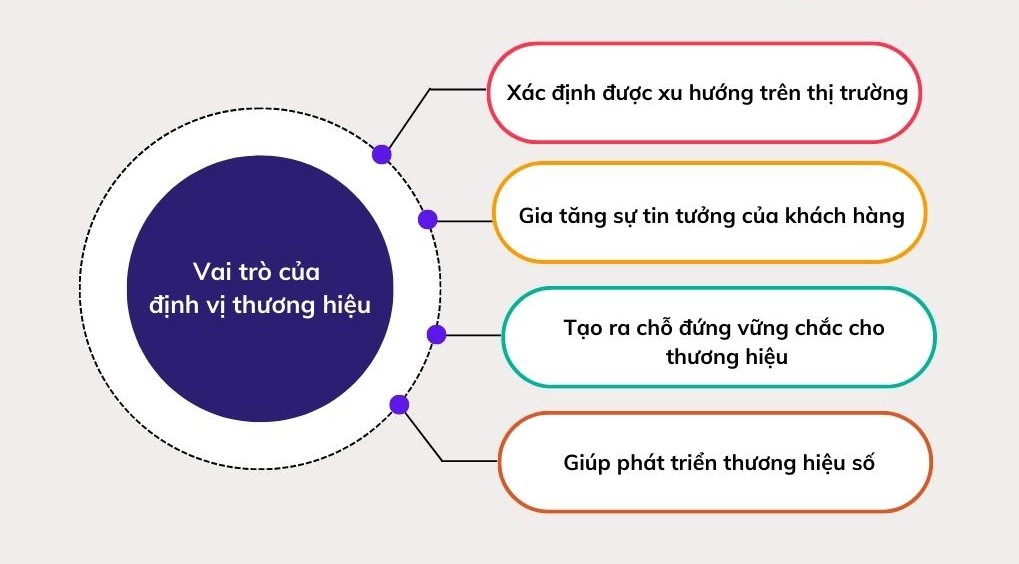 Vai trò của
định vị thương hiệu
Xác định được xu hướng trên thị trường
Gia tăng sự tin tưởng của khách hàng
Tạo ra chỗ đứng vững chắc cho
thương hiệu
Giúp phát triển thương hiệu số